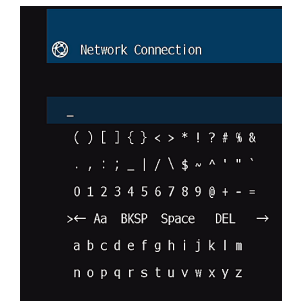 Network Connection
_
( ) [ ] { } < > * ! ? # % &
. , : ; _ | / \ $ ~ ^ ' " `
0 1 2 3 4 5 6 7 8 9 @ + - =
>← Aa BKSP Space DEL →
a b c d e f g h i j k l m
n o p q r s t u v w x y z